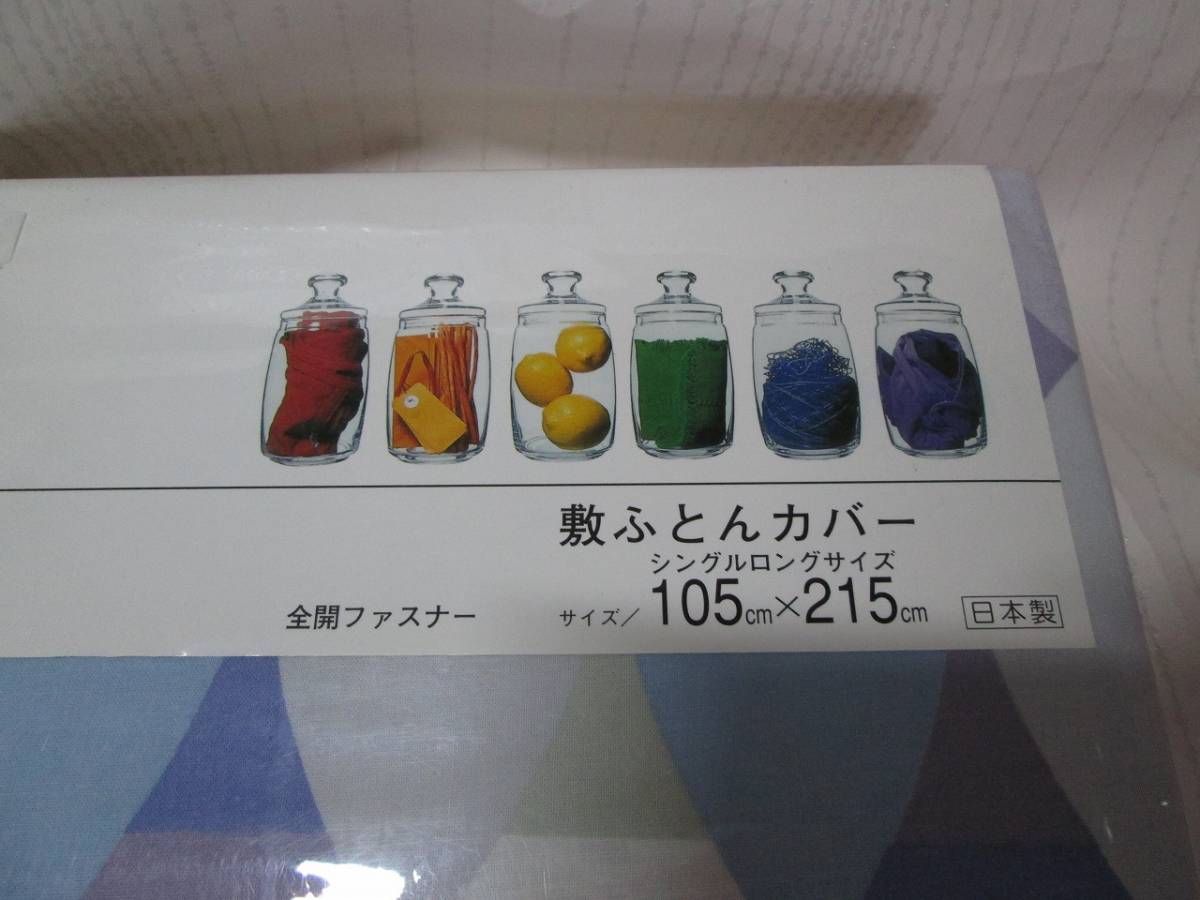 敷ふとんカバー
シングルロングサイズ
全開ファスナー サイズ/ 105cm×215cm 日本製